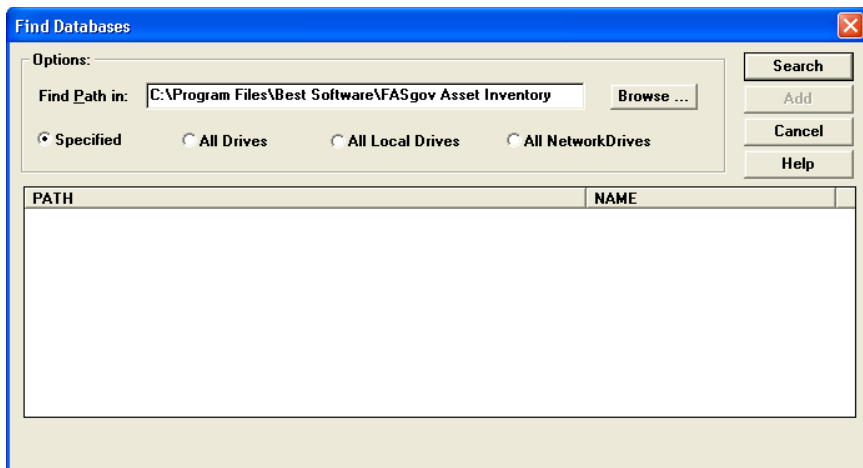 Find Databases
Options:
Find Path in: C:\Program Files\Best Software\FASgov Asset Inventory Browse ...
Specified All Drives All Local Drives All NetworkDrives
Search
Add
Cancel
Help
PATH NAME